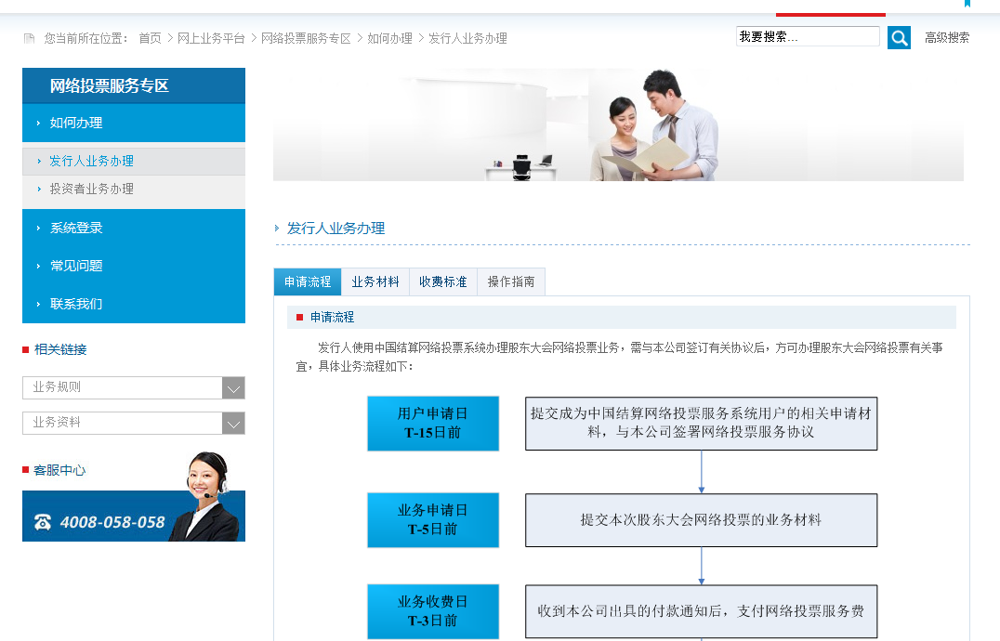 您当前所在位置： 首页 > 网上业务平台 > 网络投票服务专区 > 如何办理 > 发行人业务办理
我要搜索...
高级搜索
网络投票服务专区
如何办理
发行人业务办理
投资者业务办理
系统登录
常见问题
联系我们
相关链接
业务规则
业务资料
客服中心
4008-058-058
发行人业务办理
申请流程 业务材料 收费标准 操作指南
申请流程
发行人使用中国结算网络投票系统办理股东大会网络投票业务，需与本公司签订有关协议后，方可办理股东大会网络投票有关事
宜，具体业务流程如下：
用户申请日
T-15日前
提交成为中国结算网络投票服务系统用户的相关申请材
料，与本公司签署网络投票服务协议
业务申请日
T-5日前
提交本次股东大会网络投票的业务材料
业务收费日
T-3日前
收到本公司出具的付款通知后，支付网络投票服务费